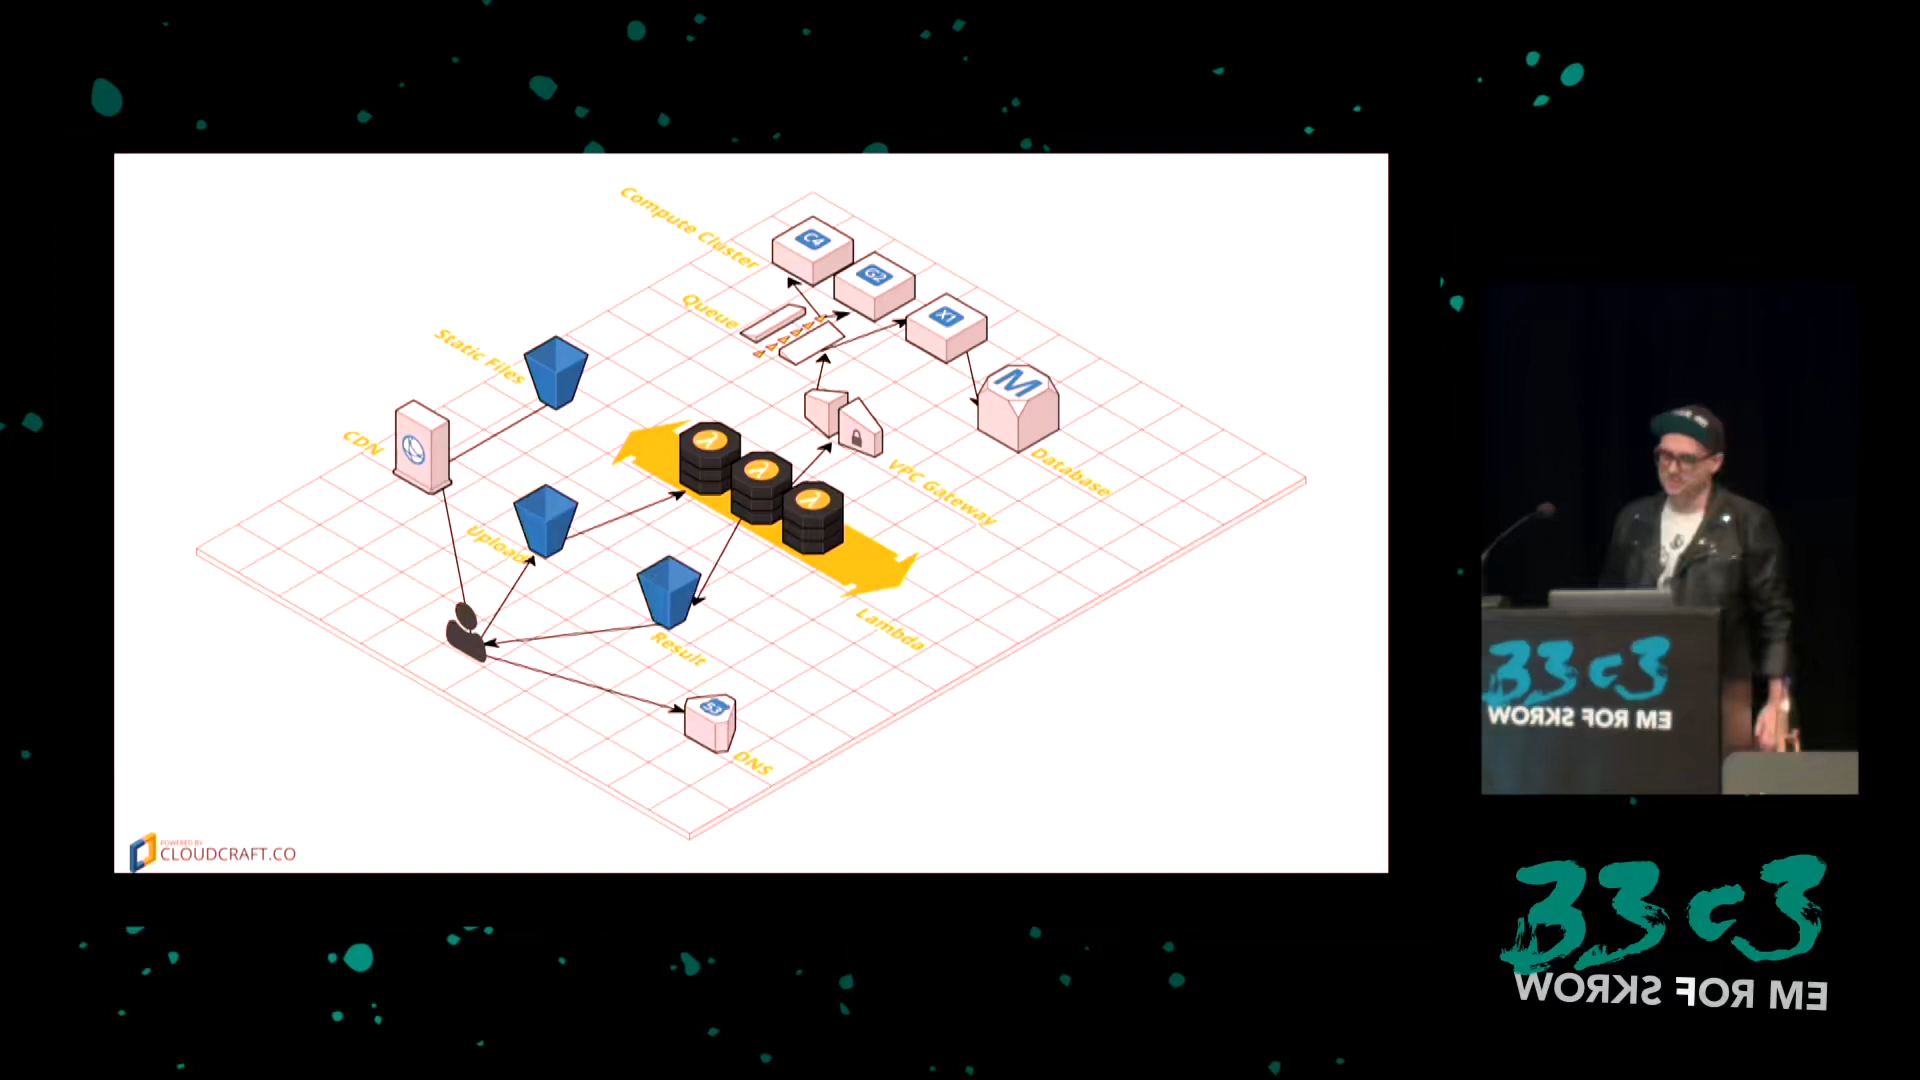 Compute Cluster
C4
G2
Queue
X1
Static Files
M
CDN
VPC Gateway
Database
λ
λ
λ
Upload
Lambda
Result
53
DNS
POWERED BY
CLOUDCRAFT.CO
33c3
WORKS FOR ME
33c3
WORKS FOR ME